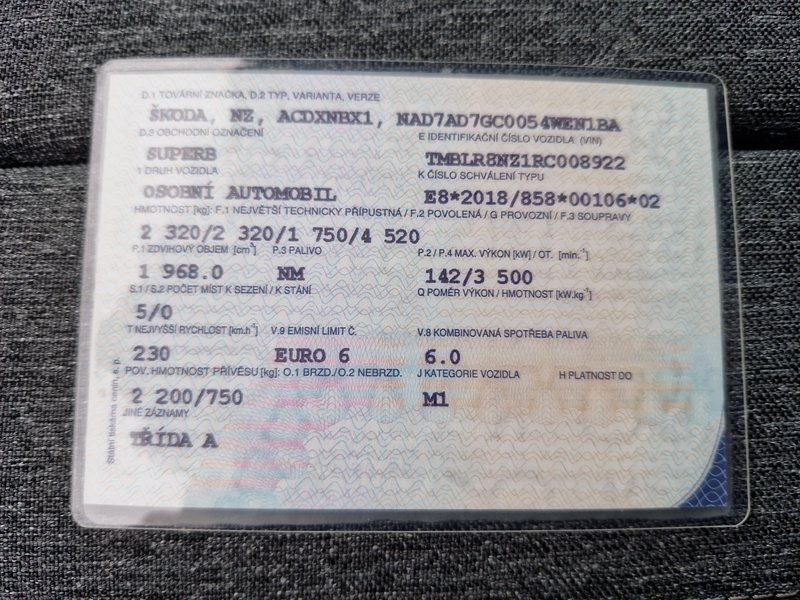 D.1 TOVÁRNÍ ZNAČKA, D.2 TYP, VARIANTA, VERZE
ŠKODA, NZ, ACDXNBX1, NAD7AD7GC0054WEN1BA
D.3 OBCHODNÍ OZNAČENÍ E IDENTIFIKAČNÍ ČÍSLO VOZIDLA (VIN)
SUPERB TMBLR8NZ1RC008922
1 DRUH VOZIDLA K ČÍSLO SCHVÁLENÍ TYPU
OSOBNÍ AUTOMOBIL E8*2018/858*00106*02
HMOTNOST [kg]: F.1 NEJVĚTŠÍ TECHNICKY PŘÍPUSTNÁ / F.2 POVOLENÁ / G PROVOZNÍ / F.3 SOUPRAVY
2 320/2 320/1 750/4 520
P.1 ZDVIHOVÝ OBJEM [cm³] P.3 PALIVO P.2 / P.4 MAX. VÝKON [kW] / OT. [min.⁻¹]
1 968.0 NM 142/3 500
S.1 / S.2 POČET MÍST K SEZENÍ / K STÁNÍ Q POMĚR VÝKON / HMOTNOST [kW.kg⁻¹]
5/0
T NEJVYŠŠÍ RYCHLOST [km.h⁻¹] V.9 EMISNÍ LIMIT Č. V.8 KOMBINOVANÁ SPOTŘEBA PALIVA
230 EURO 6 6.0
POV. HMOTNOST PŘÍVĚSU [kg]: O.1 BRZD./O.2 NEBRZD. J KATEGORIE VOZIDLA H PLATNOST DO
2 200/750 M1
JINÉ ZÁZNAMY
TŘÍDA A
Státní tiskárna cenin, s. p.